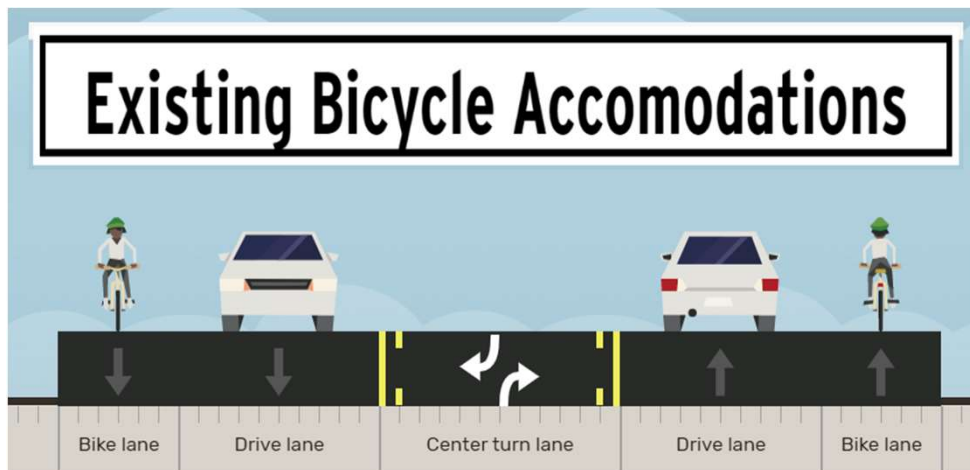 Existing Bicycle Accomodations
Bike lane Drive lane Center turn lane Drive lane Bike lane